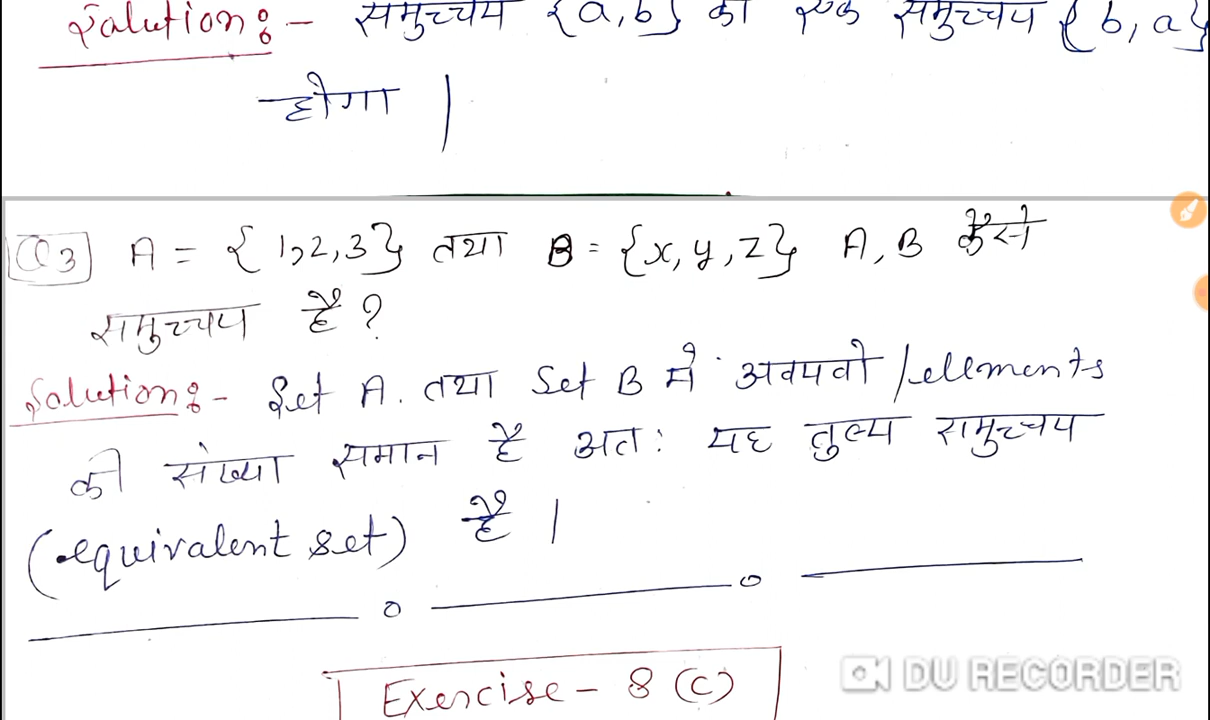 Solution:- समुच्चय {a,b} का एक समुच्चय {b, a}
होगा |
Q3 A = {1,2,3} तथा B = {x, y, z} A, B कैसे
समुच्चय है ?
Solution:- Set A. तथा Set B में अवयवो / ellments
की संख्या समान है अत: यह तुल्य समुच्चय
(equivalent set) है |
Exercise - 8 (c)
DU RECORDER